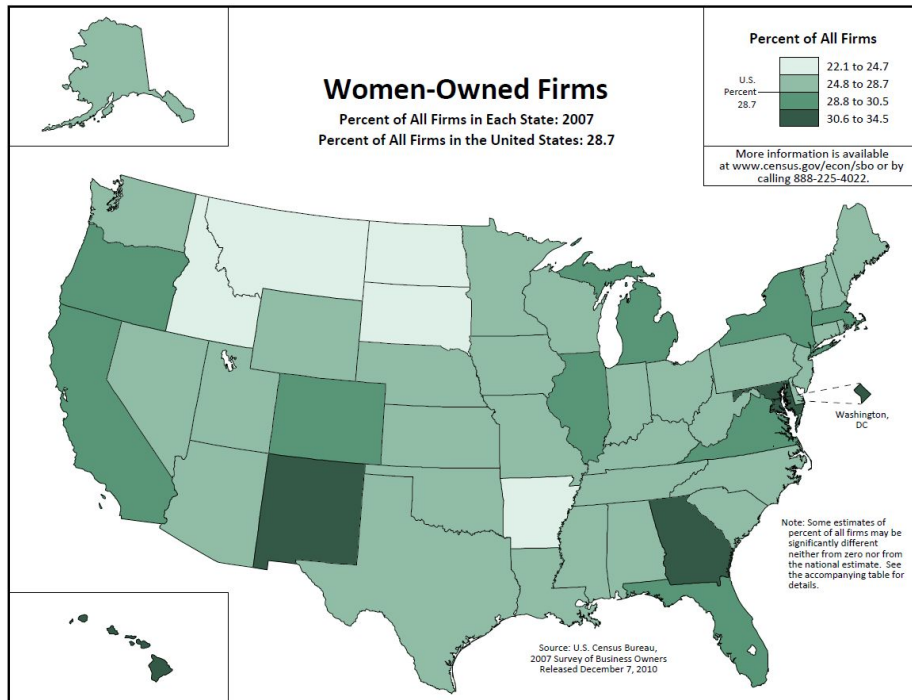 Women-Owned Firms
Percent of All Firms in Each State: 2007
Percent of All Firms in the United States: 28.7
Percent of All Firms
22.1 to 24.7
24.8 to 28.7
28.8 to 30.5
30.6 to 34.5
U.S.
Percent
28.7
More information is available
at www.census.gov/econ/sbo or by
calling 888-225-4022.
Washington,
DC
Note: Some estimates of
percent of all firms may be
significantly different
neither from zero nor from
the national estimate. See
the accompanying table for
details.
Source: U.S. Census Bureau,
2007 Survey of Business Owners
Released December 7, 2010